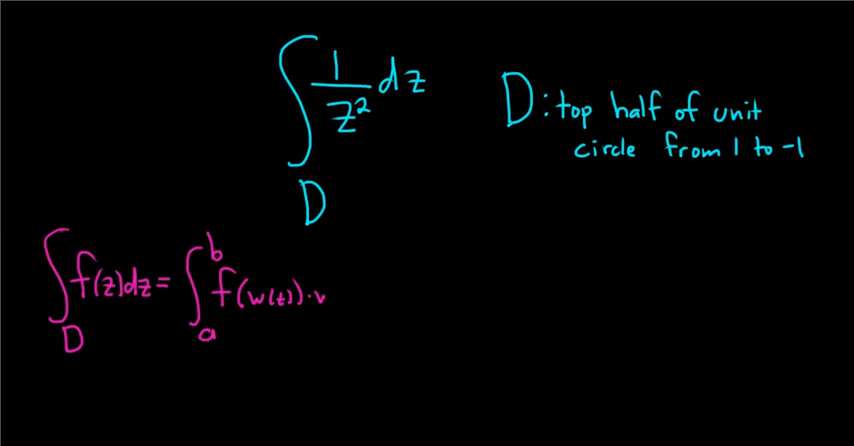 ∫_D 1/z² dz
D: top half of unit
circle from 1 to -1
∫_D f(z)dz = ∫_a^b f(w(t))·